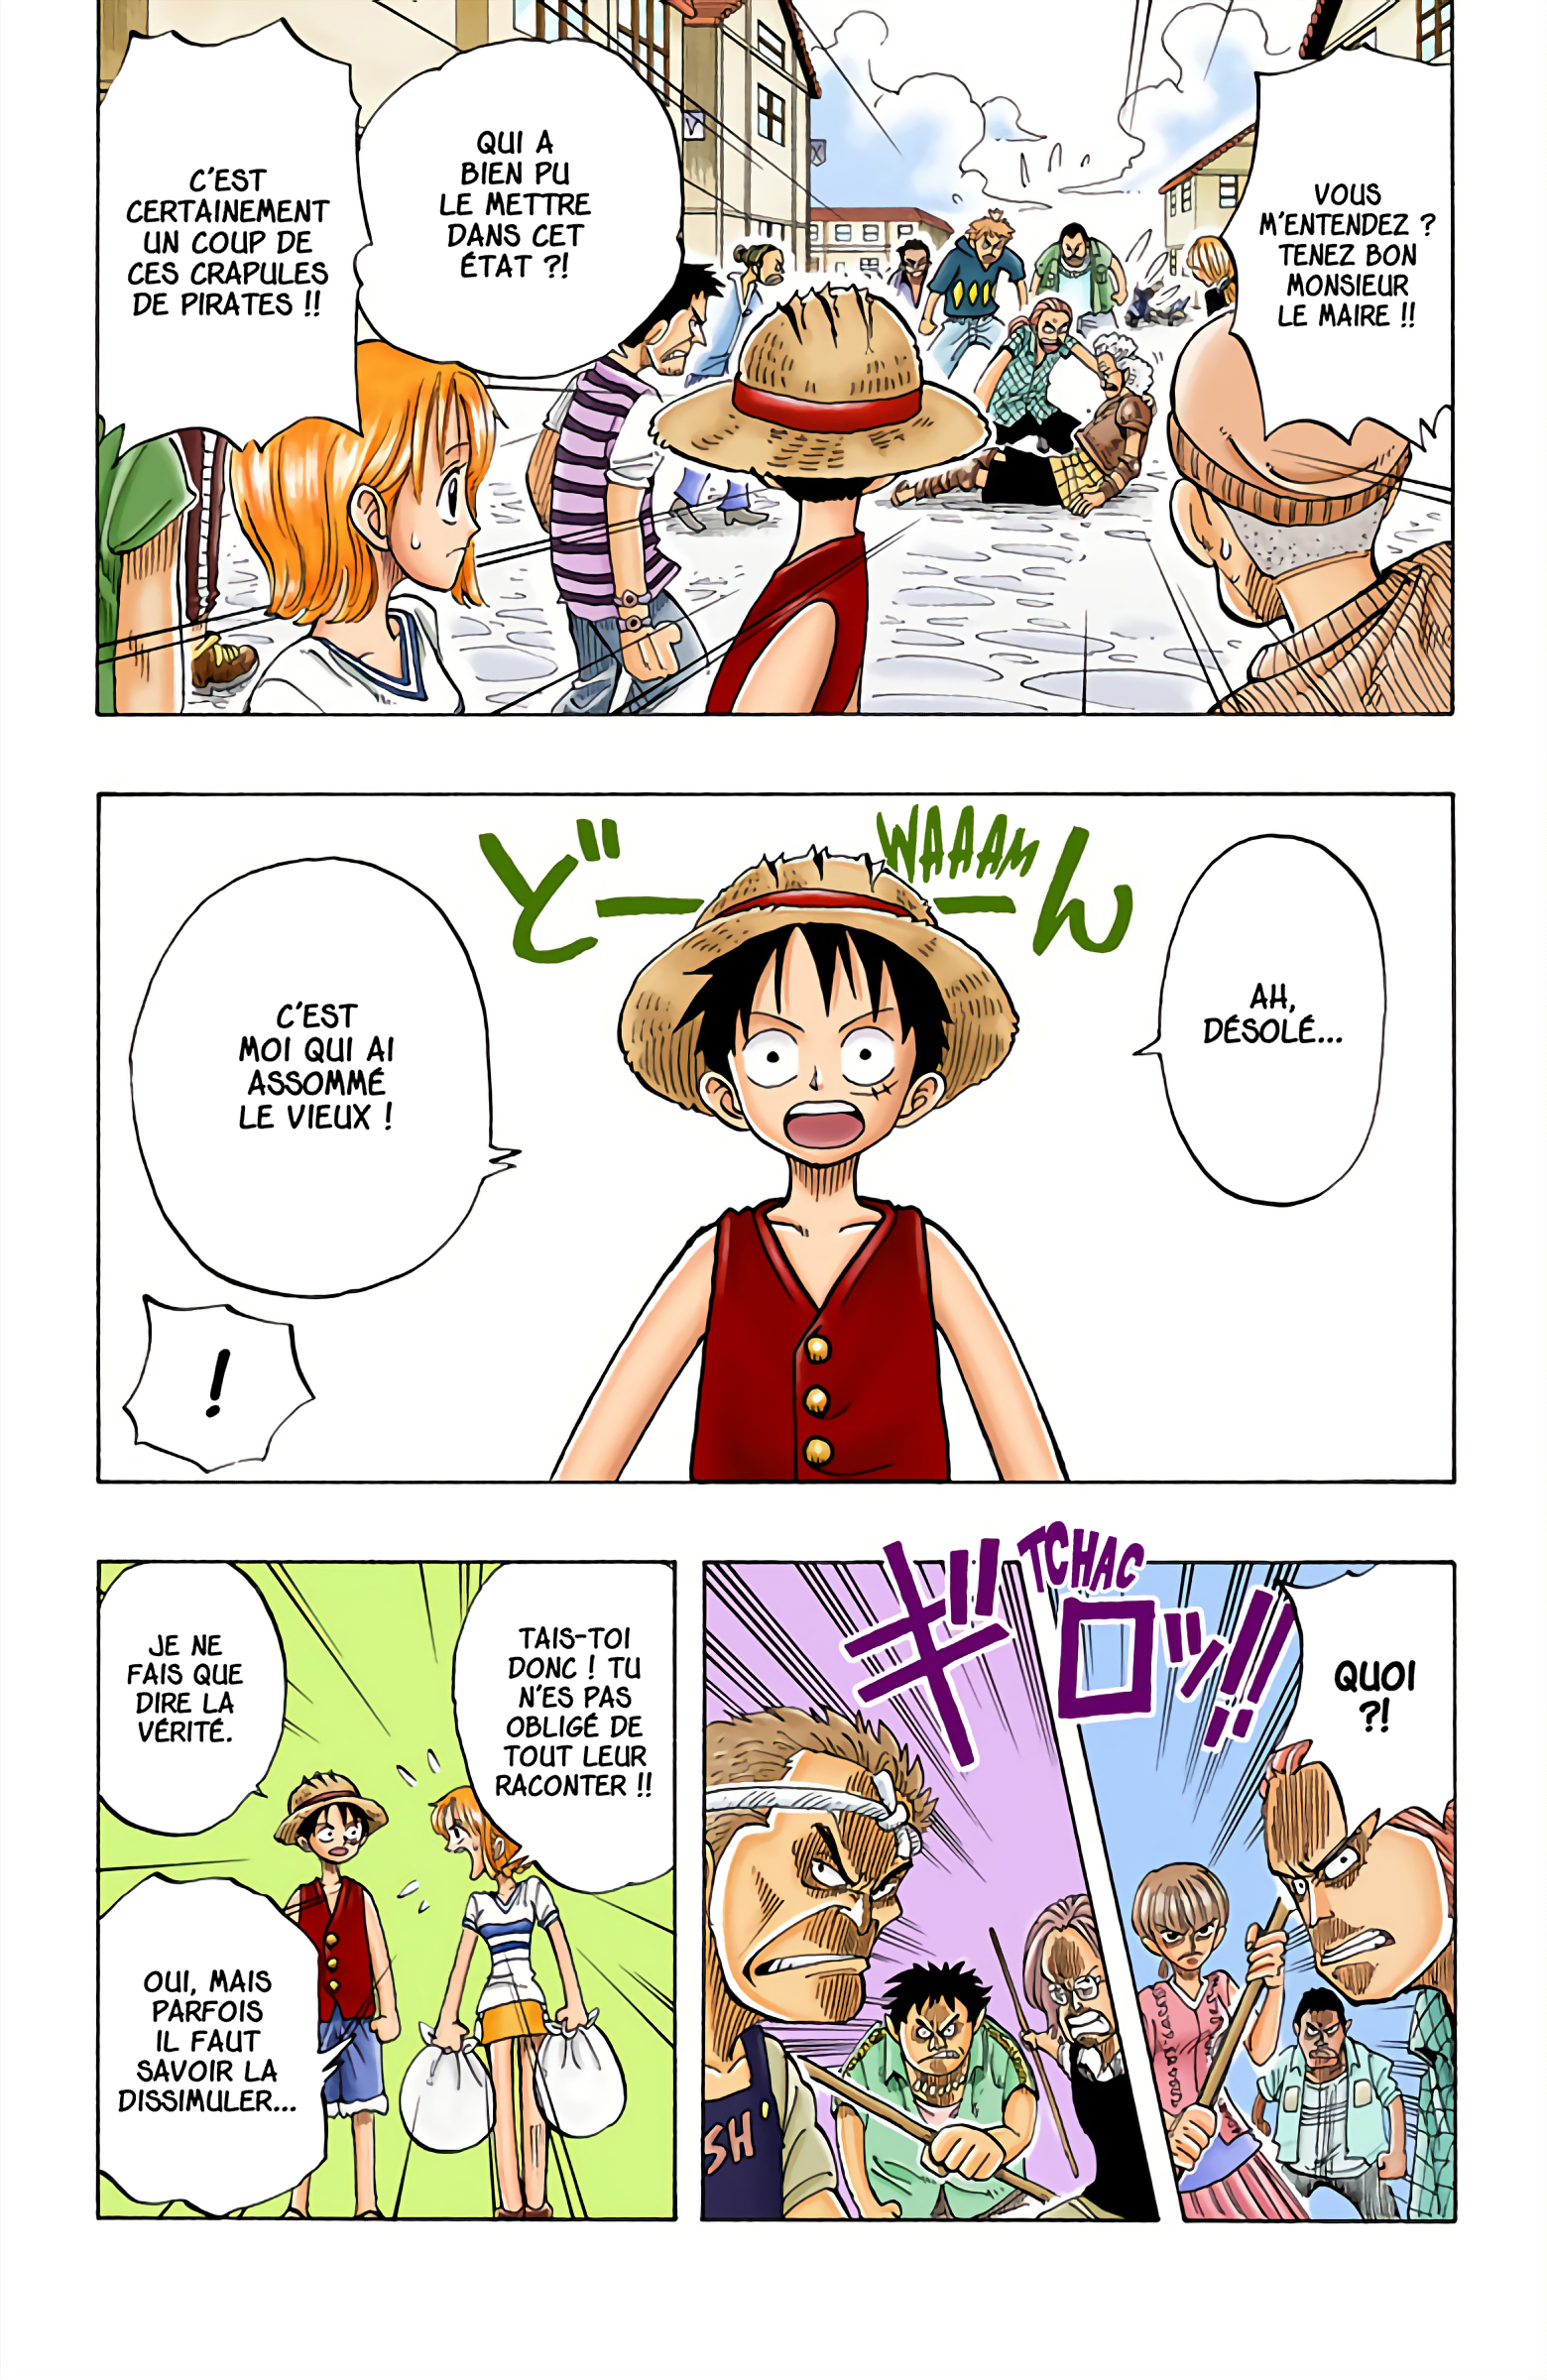 VOUS
M'ENTENDEZ ?
TENEZ BON
MONSIEUR
LE MAIRE !!
QUI A
BIEN PU
LE METTRE
DANS CET
ÉTAT ?!
C'EST
CERTAINEMENT
UN COUP DE
CES CRAPULES
DE PIRATES !!
AH,
DÉSOLÉ...
どーーん
WAAAM
C'EST
MOI QUI AI
ASSOMMÉ
LE VIEUX !
!
QUOI
?!
ギロッ!!
TCHAC
SH
TAIS-TOI
DONC ! TU
N'ES PAS
OBLIGÉ DE
TOUT LEUR
RACONTER !!
JE NE
FAIS QUE
DIRE LA
VÉRITÉ.
OUI, MAIS
PARFOIS
IL FAUT
SAVOIR LA
DISSIMULER...